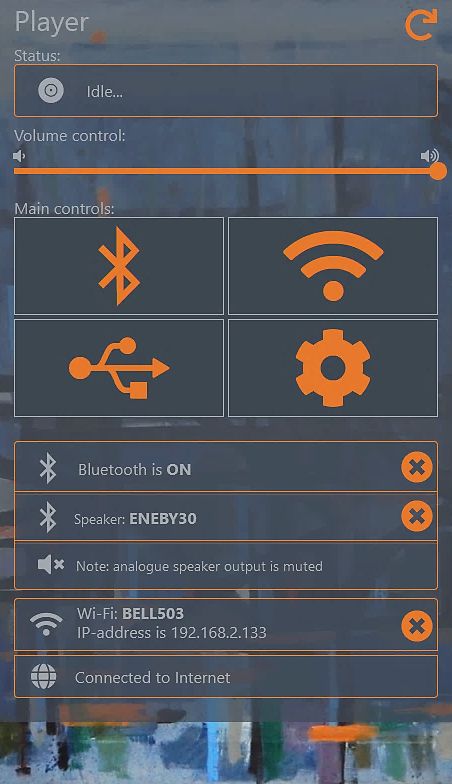 Player
Status:
Idle...
Volume control:
Main controls:
Bluetooth is ON
Speaker: ENEBY30
Note: analogue speaker output is muted
Wi-Fi: BELL503
IP-address is 192.168.2.133
Connected to Internet